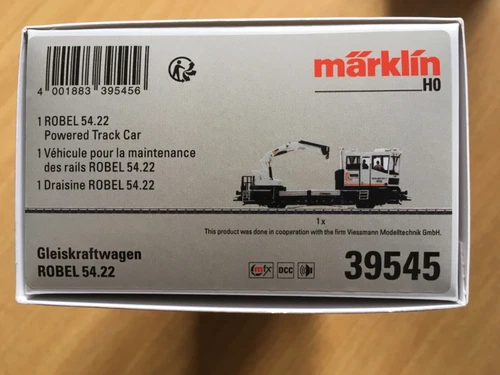 märklin
H0
4 001883 395456
1 ROBEL 54.22
Powered Track Car
1 Véhicule pour la maintenance
des rails ROBEL 54.22
1 Draisine ROBEL 54.22
1 x
This product was done in cooperation with the firm Viessmann Modelltechnik GmbH.
Gleiskraftwagen
ROBEL 54.22
mfx
DCC
39545